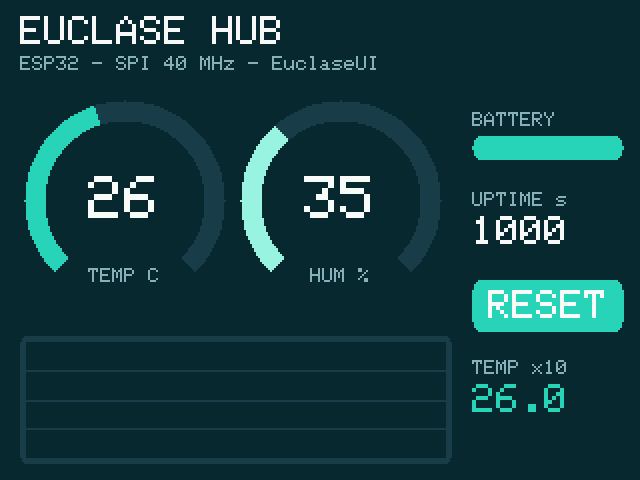 EUCLASE HUB
ESP32 - SPI 40 MHz - EuclaseUI
26
TEMP C
35
HUM %
BATTERY
UPTIME s
1000
RESET
TEMP x10
26.0